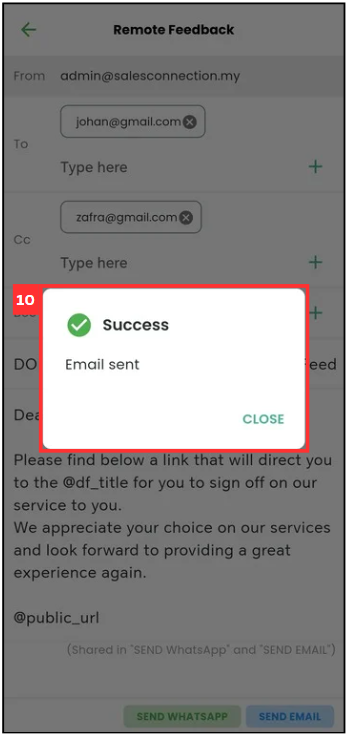 Remote Feedback
From admin@salesconnection.my
johan@gmail.com
To
Type here
zafra@gmail.com
Cc
Type here
10
Success
Email sent
CLOSE
DO
eed
Dea
Please find below a link that will direct you
to the @df_title for you to sign off on our
service to you.
We appreciate your choice on our services
and look forward to providing a great
experience again.
@public_url
(Shared in "SEND WhatsApp" and "SEND EMAIL")
SEND WHATSAPP SEND EMAIL